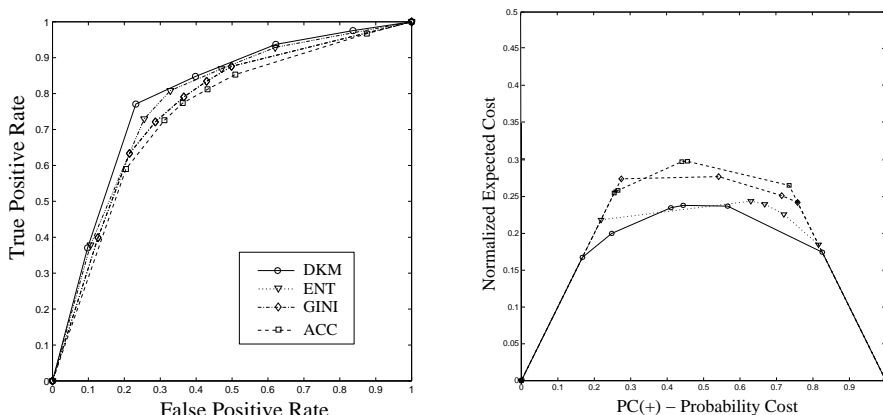 1
0.9
0.8
0.7
0.6
0.5
0.4
0.3
0.2
0.1
0
0 0.1 0.2 0.3 0.4 0.5 0.6 0.7 0.8 0.9 1
True Positive Rate
False Positive Rate
DKM
ENT
GINI
ACC
0.5
0.45
0.4
0.35
0.3
0.25
0.2
0.15
0.1
0.05
0
0 0.1 0.2 0.3 0.4 0.5 0.6 0.7 0.8 0.9
Normalized Expected Cost
PC(+) – Probability Cost